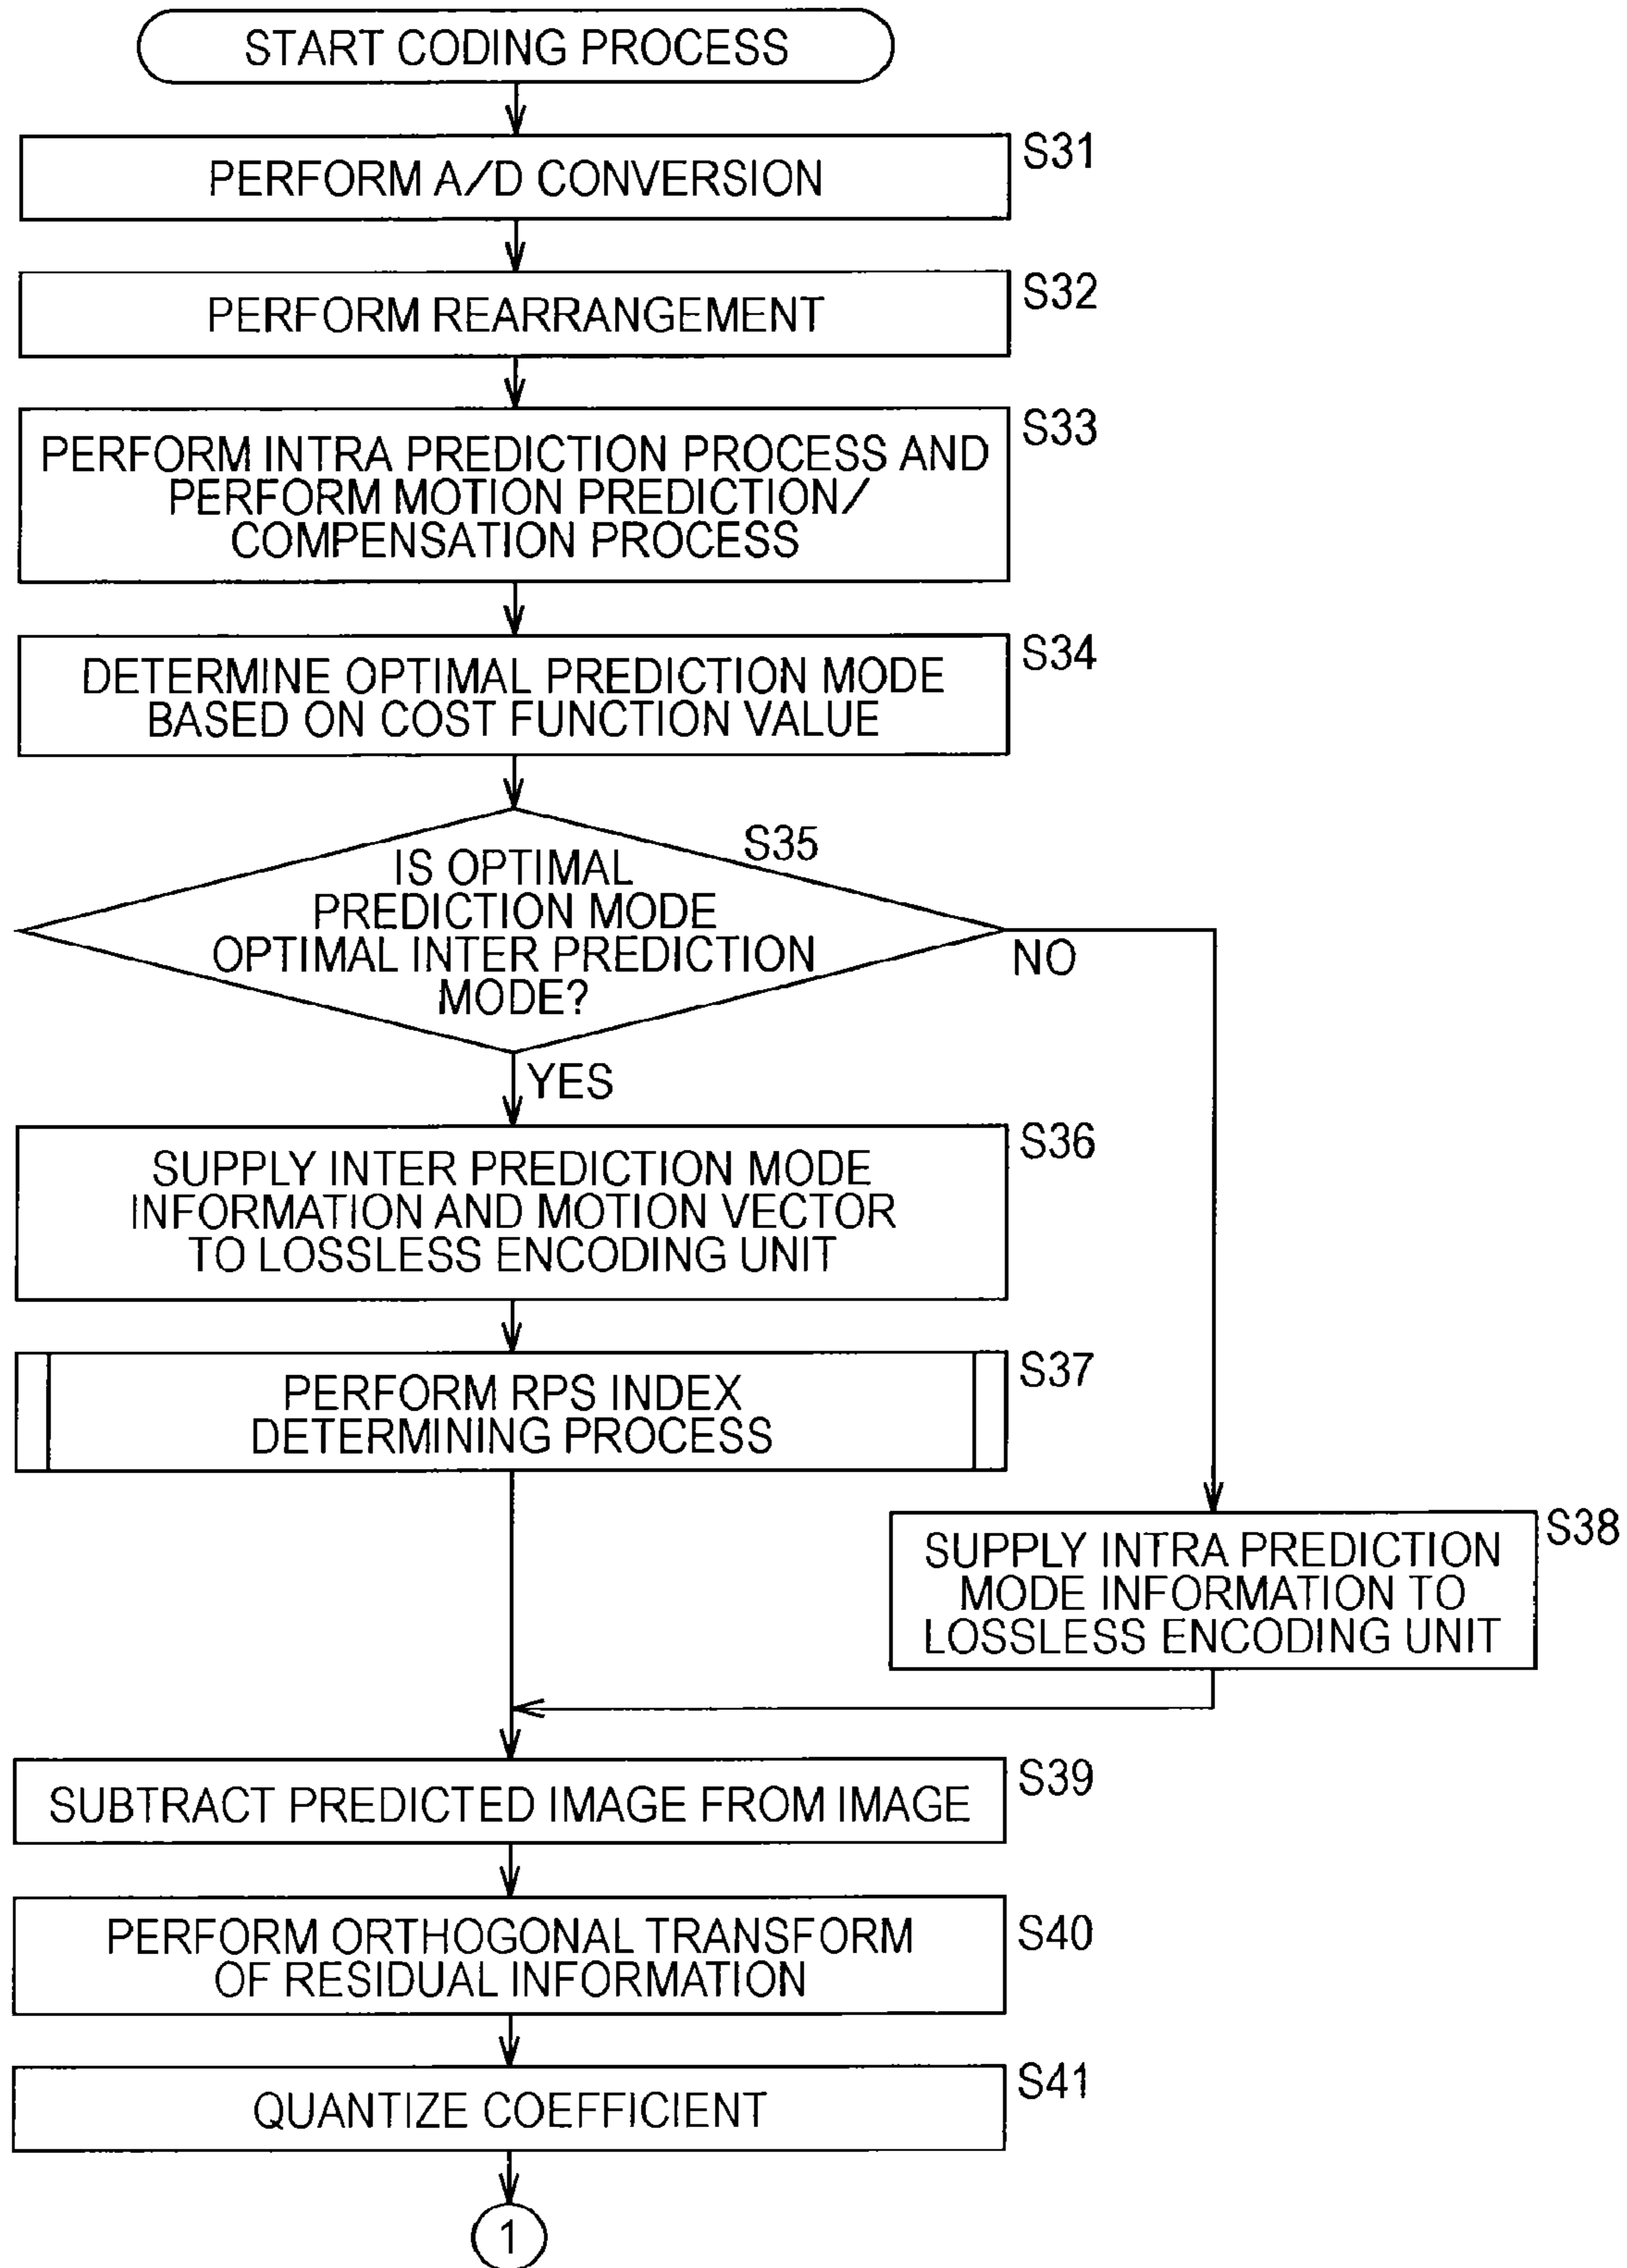 START CODING PROCESS
PERFORM A/D CONVERSION
S31
PERFORM REARRANGEMENT
S32
PERFORM INTRA PREDICTION PROCESS AND
PERFORM MOTION PREDICTION/
COMPENSATION PROCESS
S33
DETERMINE OPTIMAL PREDICTION MODE
BASED ON COST FUNCTION VALUE
S34
S35
IS OPTIMAL
PREDICTION MODE
OPTIMAL INTER PREDICTION
MODE?
NO
YES
SUPPLY INTER PREDICTION MODE
INFORMATION AND MOTION VECTOR
TO LOSSLESS ENCODING UNIT
S36
PERFORM RPS INDEX
DETERMINING PROCESS
S37
SUPPLY INTRA PREDICTION
MODE INFORMATION TO
LOSSLESS ENCODING UNIT
S38
SUBTRACT PREDICTED IMAGE FROM IMAGE
S39
PERFORM ORTHOGONAL TRANSFORM
OF RESIDUAL INFORMATION
S40
QUANTIZE COEFFICIENT
S41
1